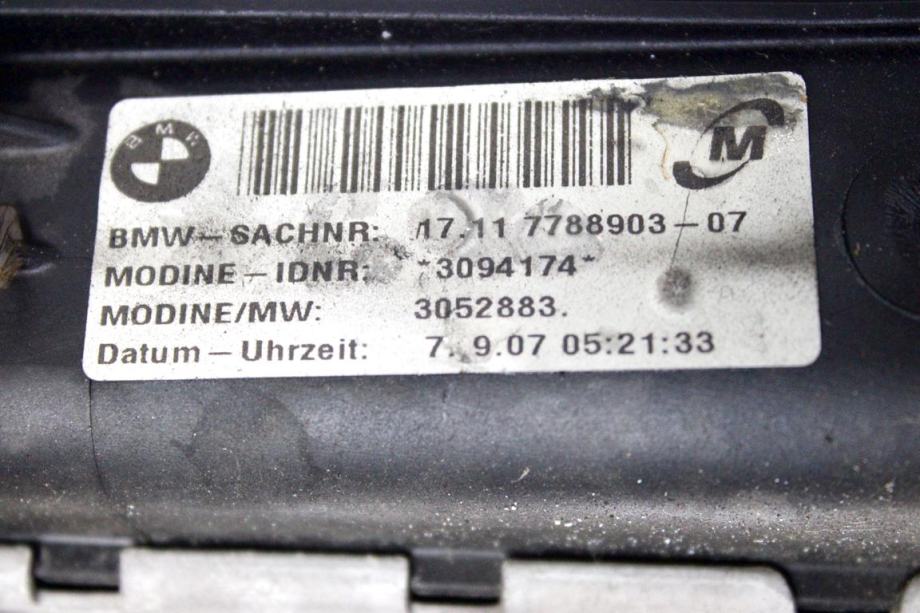 BMW
M
BMW-SACHNR: 17.11 7788903-07
MODINE-IDNR: *3094174*
MODINE/MW: 3052883.
Datum-Uhrzeit: 7. 9.07 05:21:33